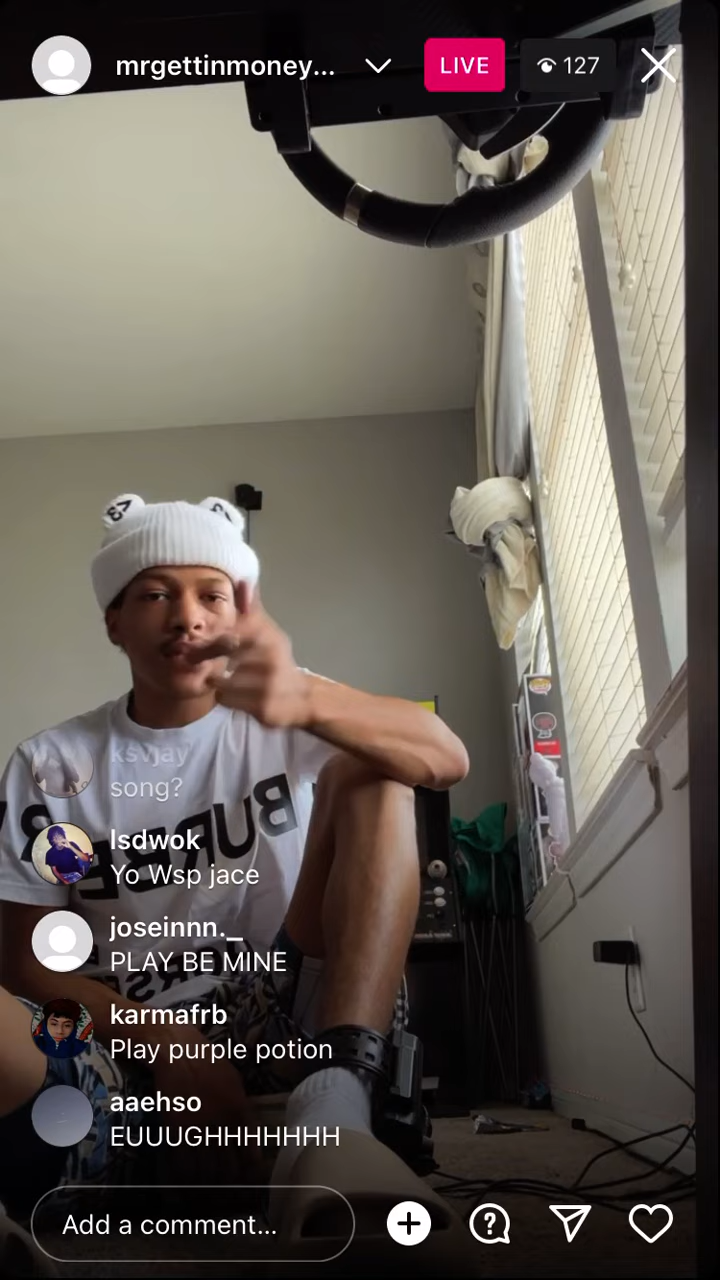 mrgettinmoney...
LIVE
127
ksvjay
song?
lsdwok
Yo Wsp jace
joseinnn._
PLAY BE MINE
karmafrb
Play purple potion
aaehso
EUUUGHHHHHHH
Add a comment...